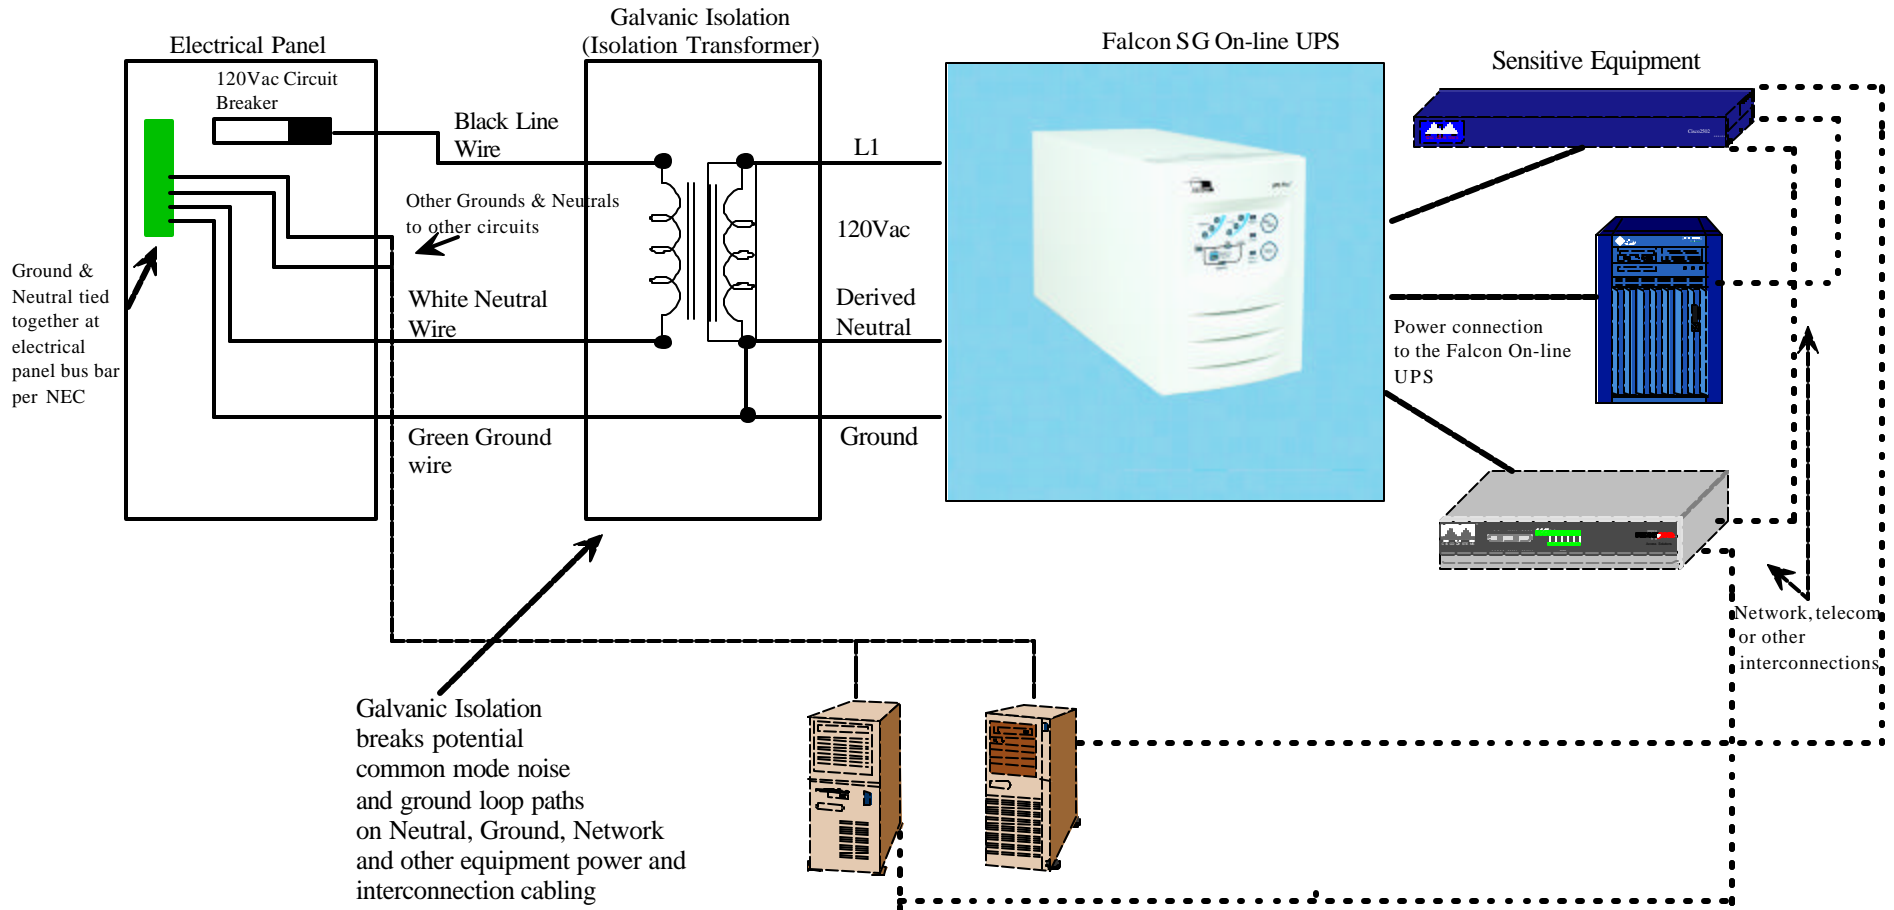 Galvanic Isolation
(Isolation Transformer)
Electrical Panel
Falcon SG On-line UPS
Sensitive Equipment
120Vac Circuit
Breaker
Black Line
Wire
L1
Other Grounds & Neutrals
to other circuits
120Vac
Ground &
Neutral tied
together at
electrical
panel bus bar
per NEC
White Neutral
Wire
Derived
Neutral
Power connection
to the Falcon On-line
UPS
Green Ground
wire
Ground
Network, telecom
or other
interconnections
Galvanic Isolation
breaks potential
common mode noise
and ground loop paths
on Neutral, Ground, Network
and other equipment power and
interconnection cabling